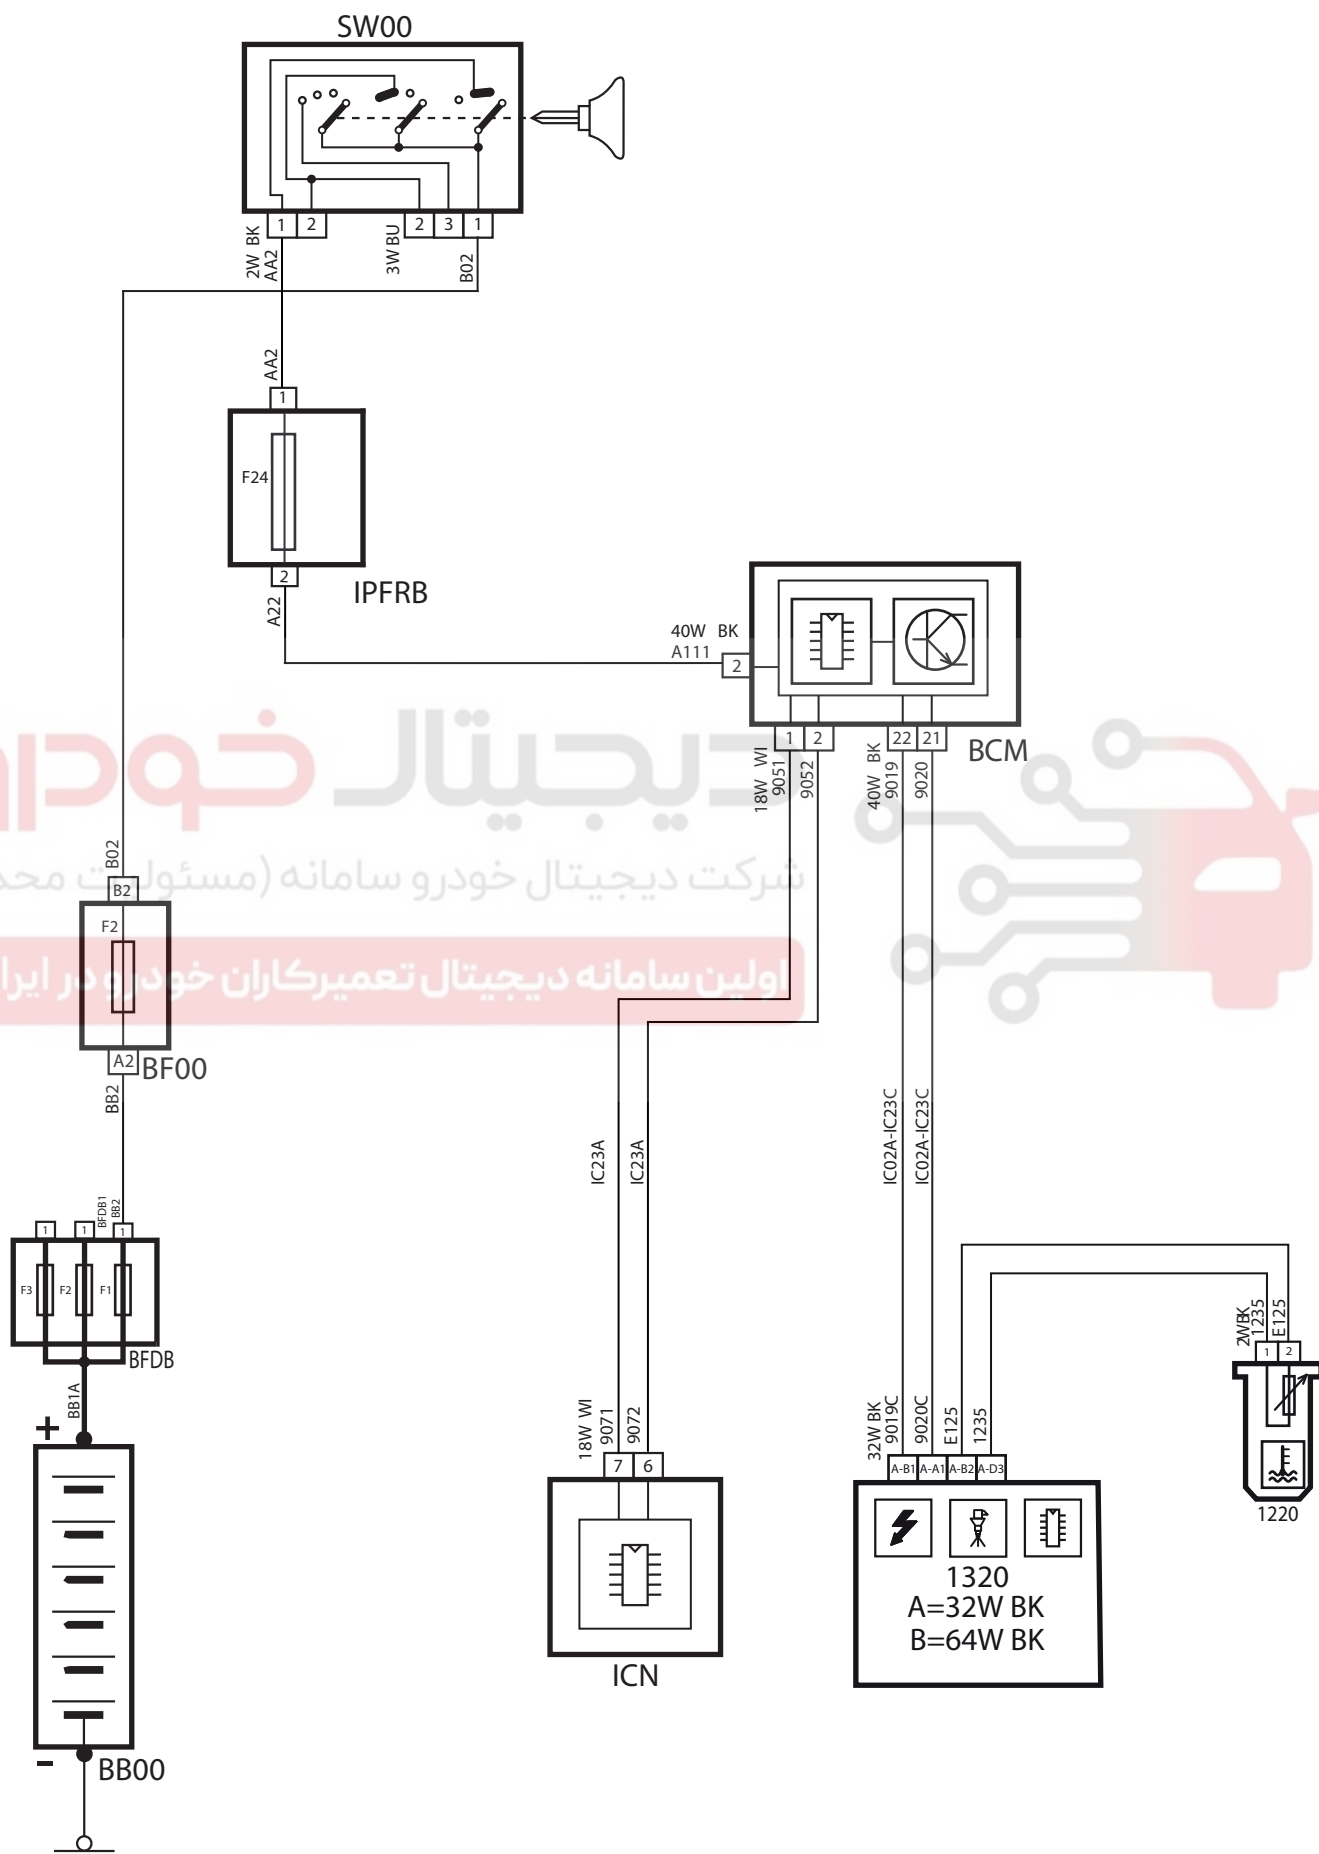 SW00
1
2
2
3
1
2W BK
AA2
3W BU
B02
AA2
1
F24
2
IPFRB
A22
40W BK
A111
2
1
2
22
21
BCM
18W WI
9051
9052
40W BK
9019
9020
دیجیتال خودرو
شرکت دیجیتال خودرو سامانه (مسئولیت
اولین سامانه دیجیتال تعمیرکاران خودرو در
B02
B2
F2
A2
BF00
BB2
IC23A
IC23A
IC02A-IC23C
IC02A-IC23C
BFDB1
BB2
1
1
1
F3
F2
F1
BFDB
BB1A
+
2WBK
1235
E125
1
2
1220
18W WI
9071
9072
7
6
ICN
32W BK
9019C
9020C
E125
1235
A-B1
A-A1
A-B2
A-D3
1320
A=32W BK
B=64W BK
-
BB00